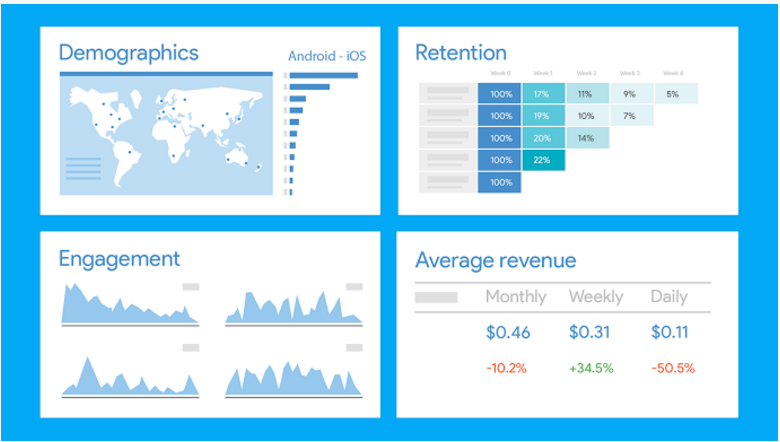 Demographics
Android - iOS
Retention
Week 0 Week 1 Week 2 Week 3 Week 4
100% 17% 11% 9% 5%
100% 19% 10% 7%
100% 20% 14%
100% 22%
100%
Engagement
Average revenue
Monthly Weekly Daily
$0.46 $0.31 $0.11
-10.2% +34.5% -50.5%